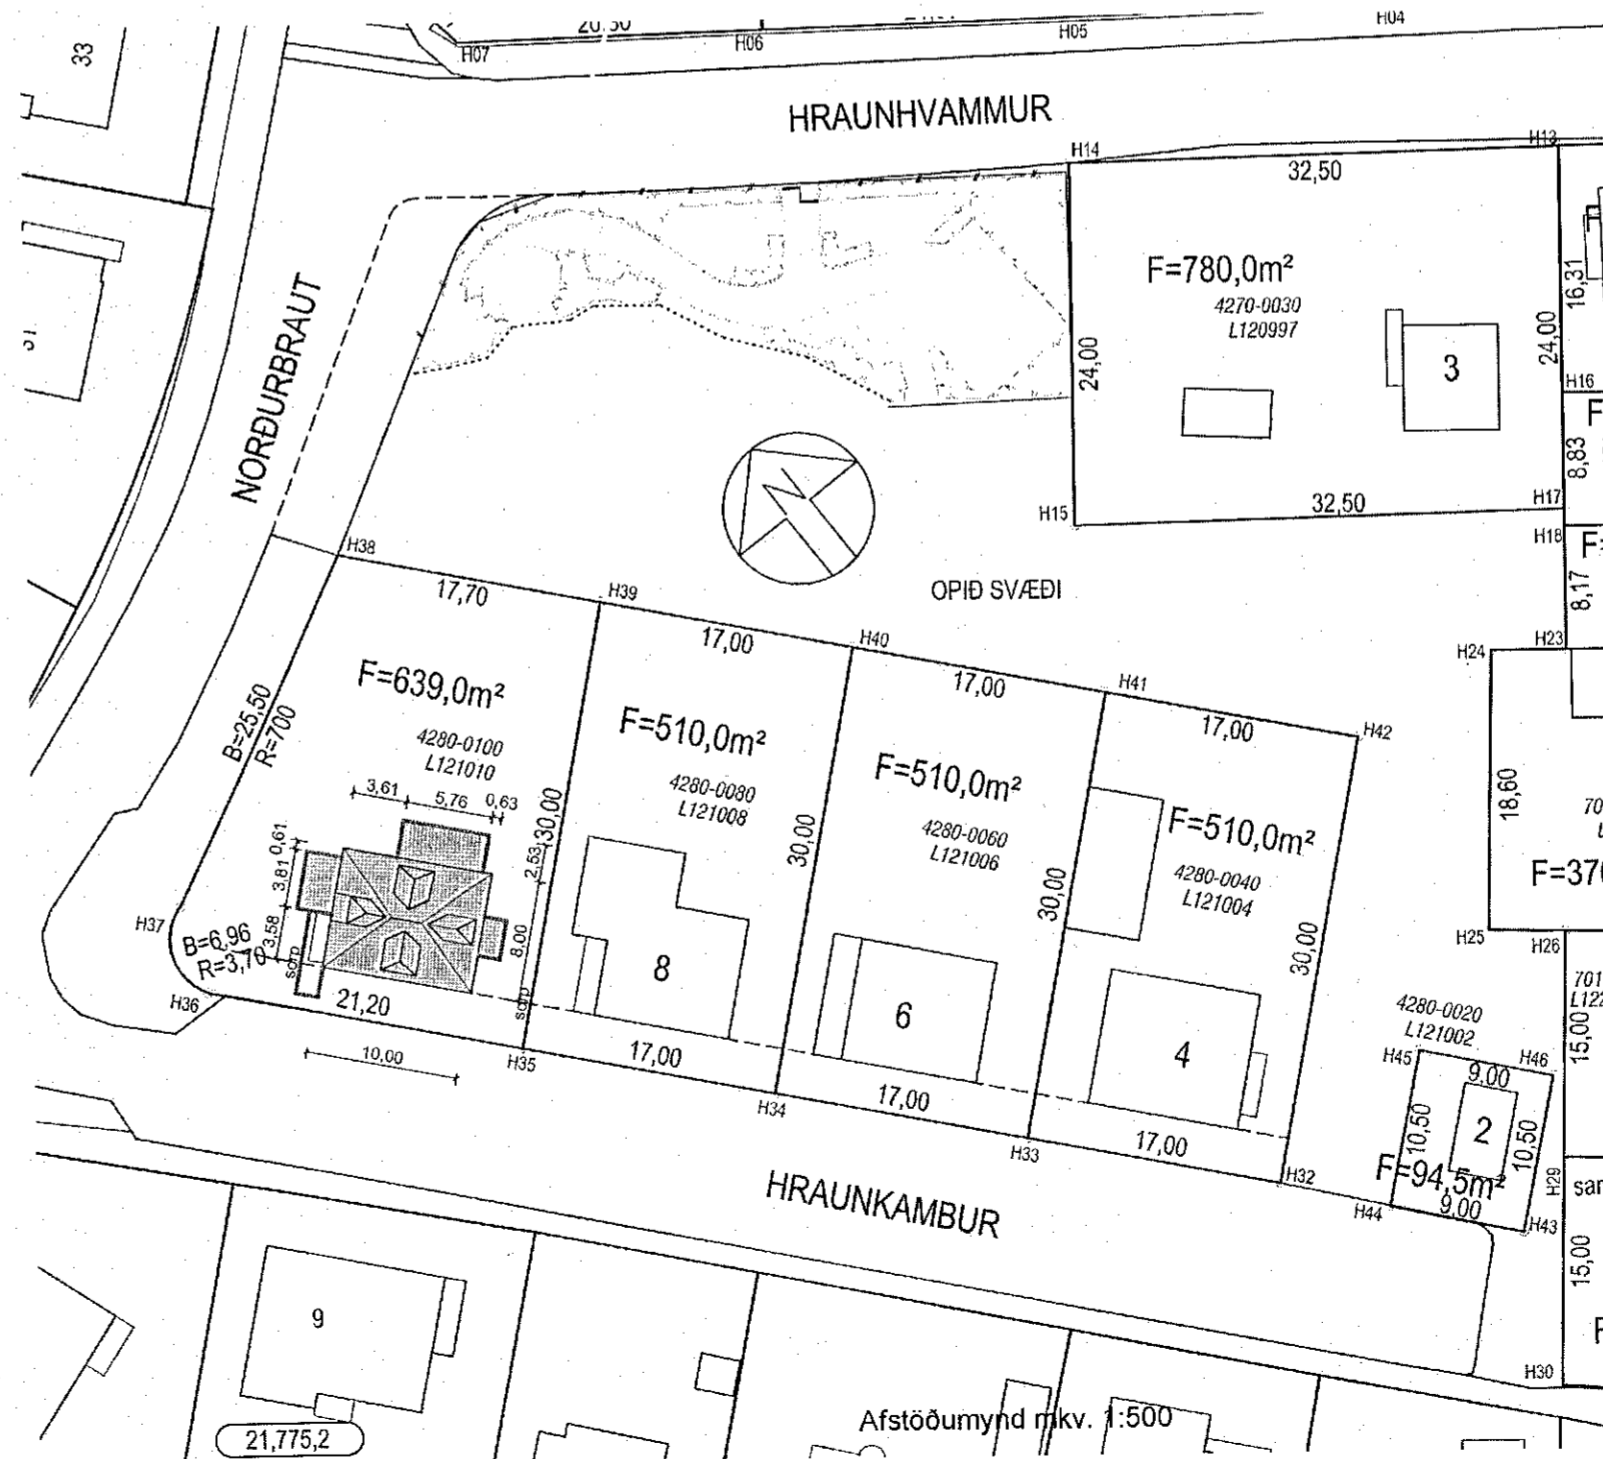 33
20,50
H07
H06
H05
H04
HRAUNHVAMMUR
H14
H13
32,50
F=780,0m²
4270-0030
L120997
16,31
24,00
24,00
3
H16
8,83
32,50
H15
H17
H18
8,17
NORÐURBRAUT
OPIÐ SVÆÐI
H38
17,70
H39
17,00
H40
17,00
H41
17,00
H42
H24
H23
F=639,0m²
4280-0100
L121010
B=25,50
R=700
F=510,0m²
4280-0080
L121008
F=510,0m²
4280-0060
L121006
F=510,0m²
4280-0040
L121004
18,60
3,61
5,76
0,63
30,00
2,53
30,00
30,00
30,00
0,61
3,81
3,58
8,00
sorp
sorp
H37
B=6,96
R=3,70
H36
21,20
10,00
H35
8
17,00
H34
6
17,00
H33
4
17,00
H32
H25
H26
4280-0020
L121002
H45
9,00
H46
10,50
2
10,50
F=94,5m²
9,00
H44
H43
H29
15,00
15,00
H30
HRAUNKAMBUR
9
21,775,2
Afstöðumynd mkv. 1:500